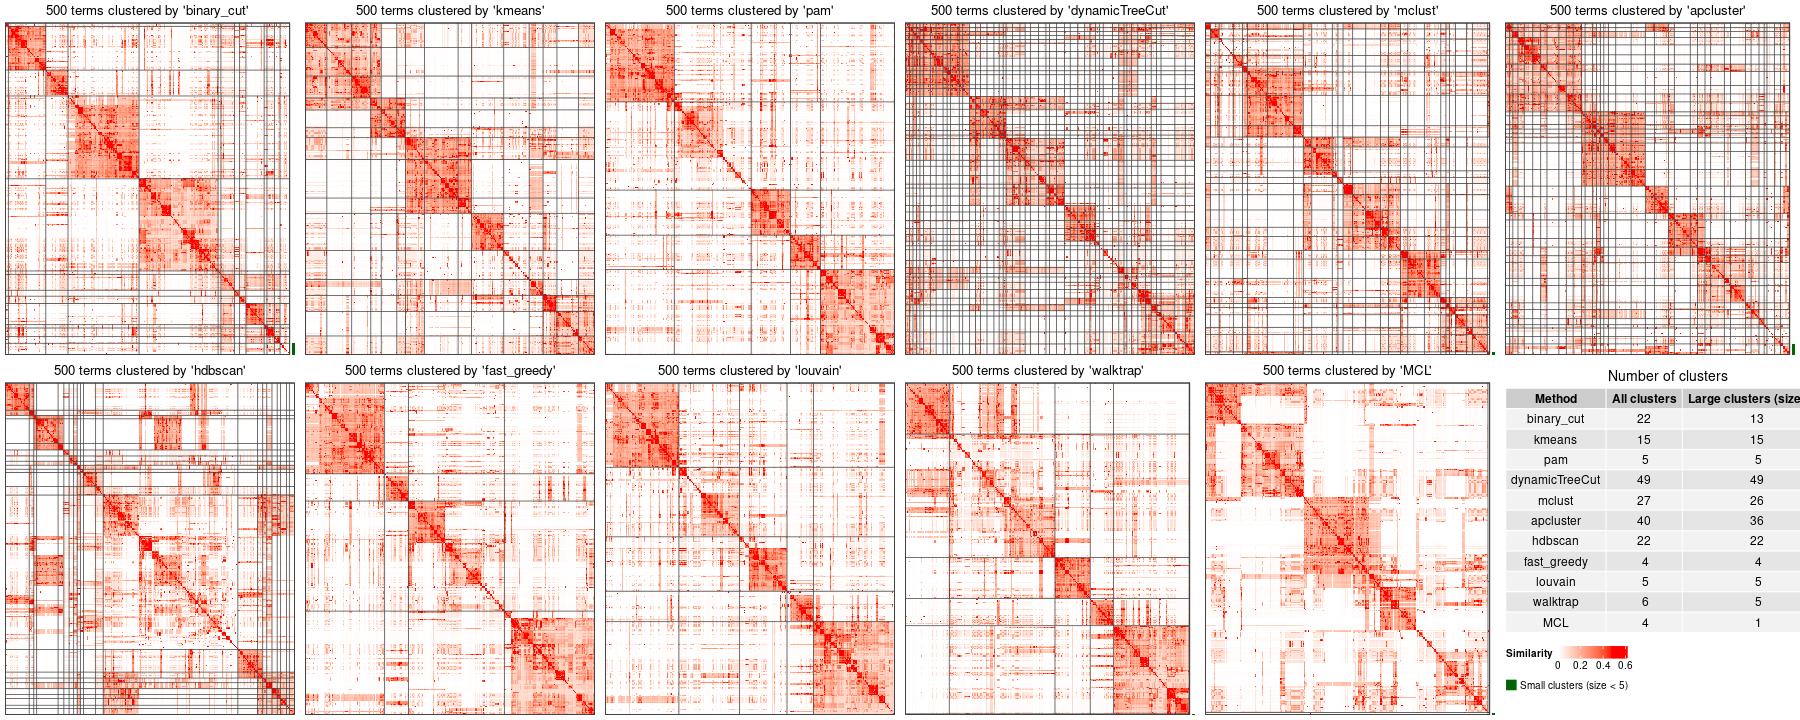 500 terms clustered by 'binary_cut'
500 terms clustered by 'kmeans'
500 terms clustered by 'pam'
500 terms clustered by 'dynamicTreeCut'
500 terms clustered by 'mclust'
500 terms clustered by 'apcluster'
500 terms clustered by 'hdbscan'
500 terms clustered by 'fast_greedy'
500 terms clustered by 'louvain'
500 terms clustered by 'walktrap'
500 terms clustered by 'MCL'
Number of clusters
Method All clusters Large clusters (size
binary_cut 22 13
kmeans 15 15
pam 5 5
dynamicTreeCut 49 49
mclust 27 26
apcluster 40 36
hdbscan 22 22
fast_greedy 4 4
louvain 5 5
walktrap 6 5
MCL 4 1
Similarity
0 0.2 0.4 0.6
Small clusters (size < 5)